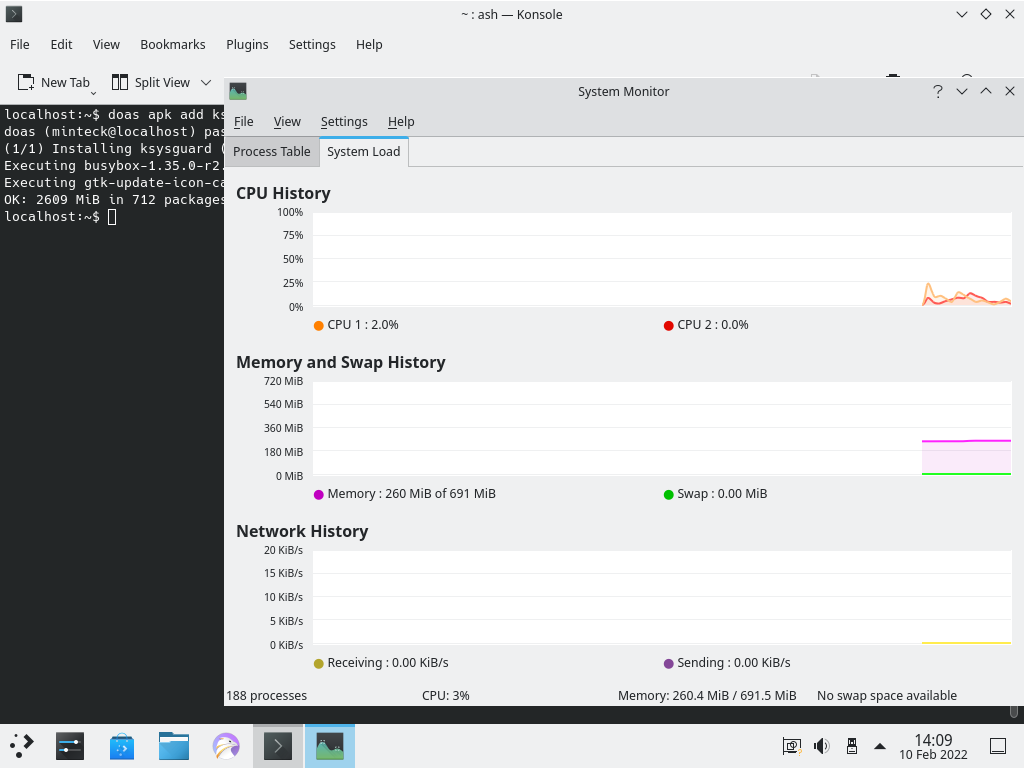 ~ : ash — Konsole
File Edit View Bookmarks Plugins Settings Help
New Tab Split View
localhost:~$ doas apk add ks
doas (minteck@localhost) pas
(1/1) Installing ksysguard (
Executing busybox-1.35.0-r2.
Executing gtk-update-icon-ca
OK: 2609 MiB in 712 packages
localhost:~$
System Monitor
File View Settings Help
Process Table System Load
CPU History
100%
75%
50%
25%
0%
CPU 1 : 2.0% CPU 2 : 0.0%
Memory and Swap History
720 MiB
540 MiB
360 MiB
180 MiB
0 MiB
Memory : 260 MiB of 691 MiB Swap : 0.00 MiB
Network History
20 KiB/s
15 KiB/s
10 KiB/s
5 KiB/s
0 KiB/s
Receiving : 0.00 KiB/s Sending : 0.00 KiB/s
188 processes CPU: 3% Memory: 260.4 MiB / 691.5 MiB No swap space available
14:09
10 Feb 2022